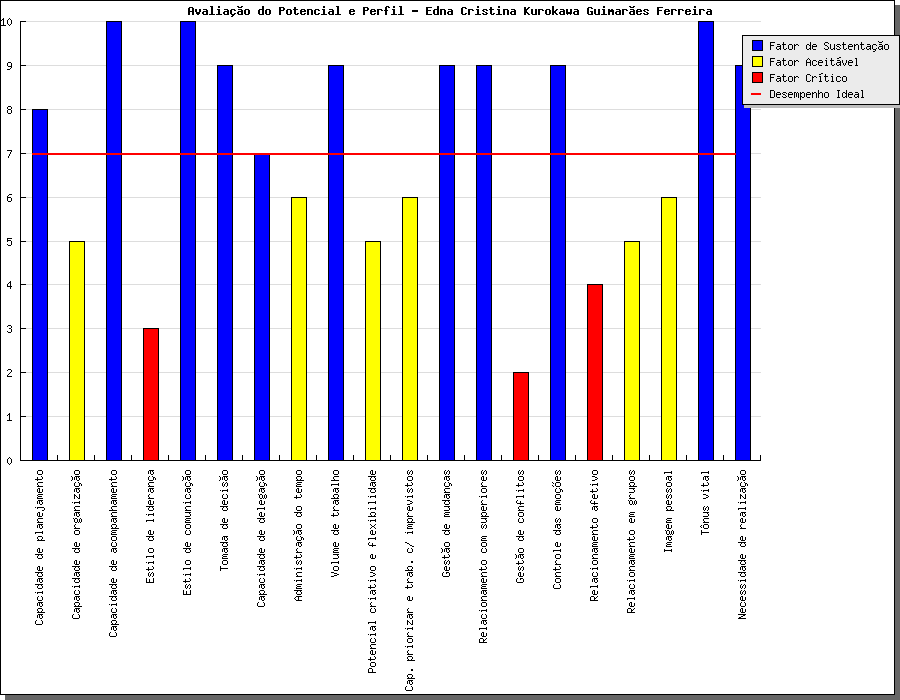 Avaliação do Potencial e Perfil - Edna Cristina Kurokawa Guimarães Ferreira
Fator de Sustentação
Fator Aceitável
Fator Crítico
Desempenho Ideal
10
9
8
7
6
5
4
3
2
1
0
Capacidade de planejamento
Capacidade de organização
Capacidade de acompanhamento
Estilo de liderança
Estilo de comunicação
Tomada de decisão
Capacidade de delegação
Administração do tempo
Volume de trabalho
Potencial criativo e flexibilidade
Cap. priorizar e trab. c/ imprevistos
Gestão de mudanças
Relacionamento com superiores
Gestão de conflitos
Controle das emoções
Relacionamento afetivo
Relacionamento em grupos
Imagem pessoal
Tônus vital
Necessidade de realização